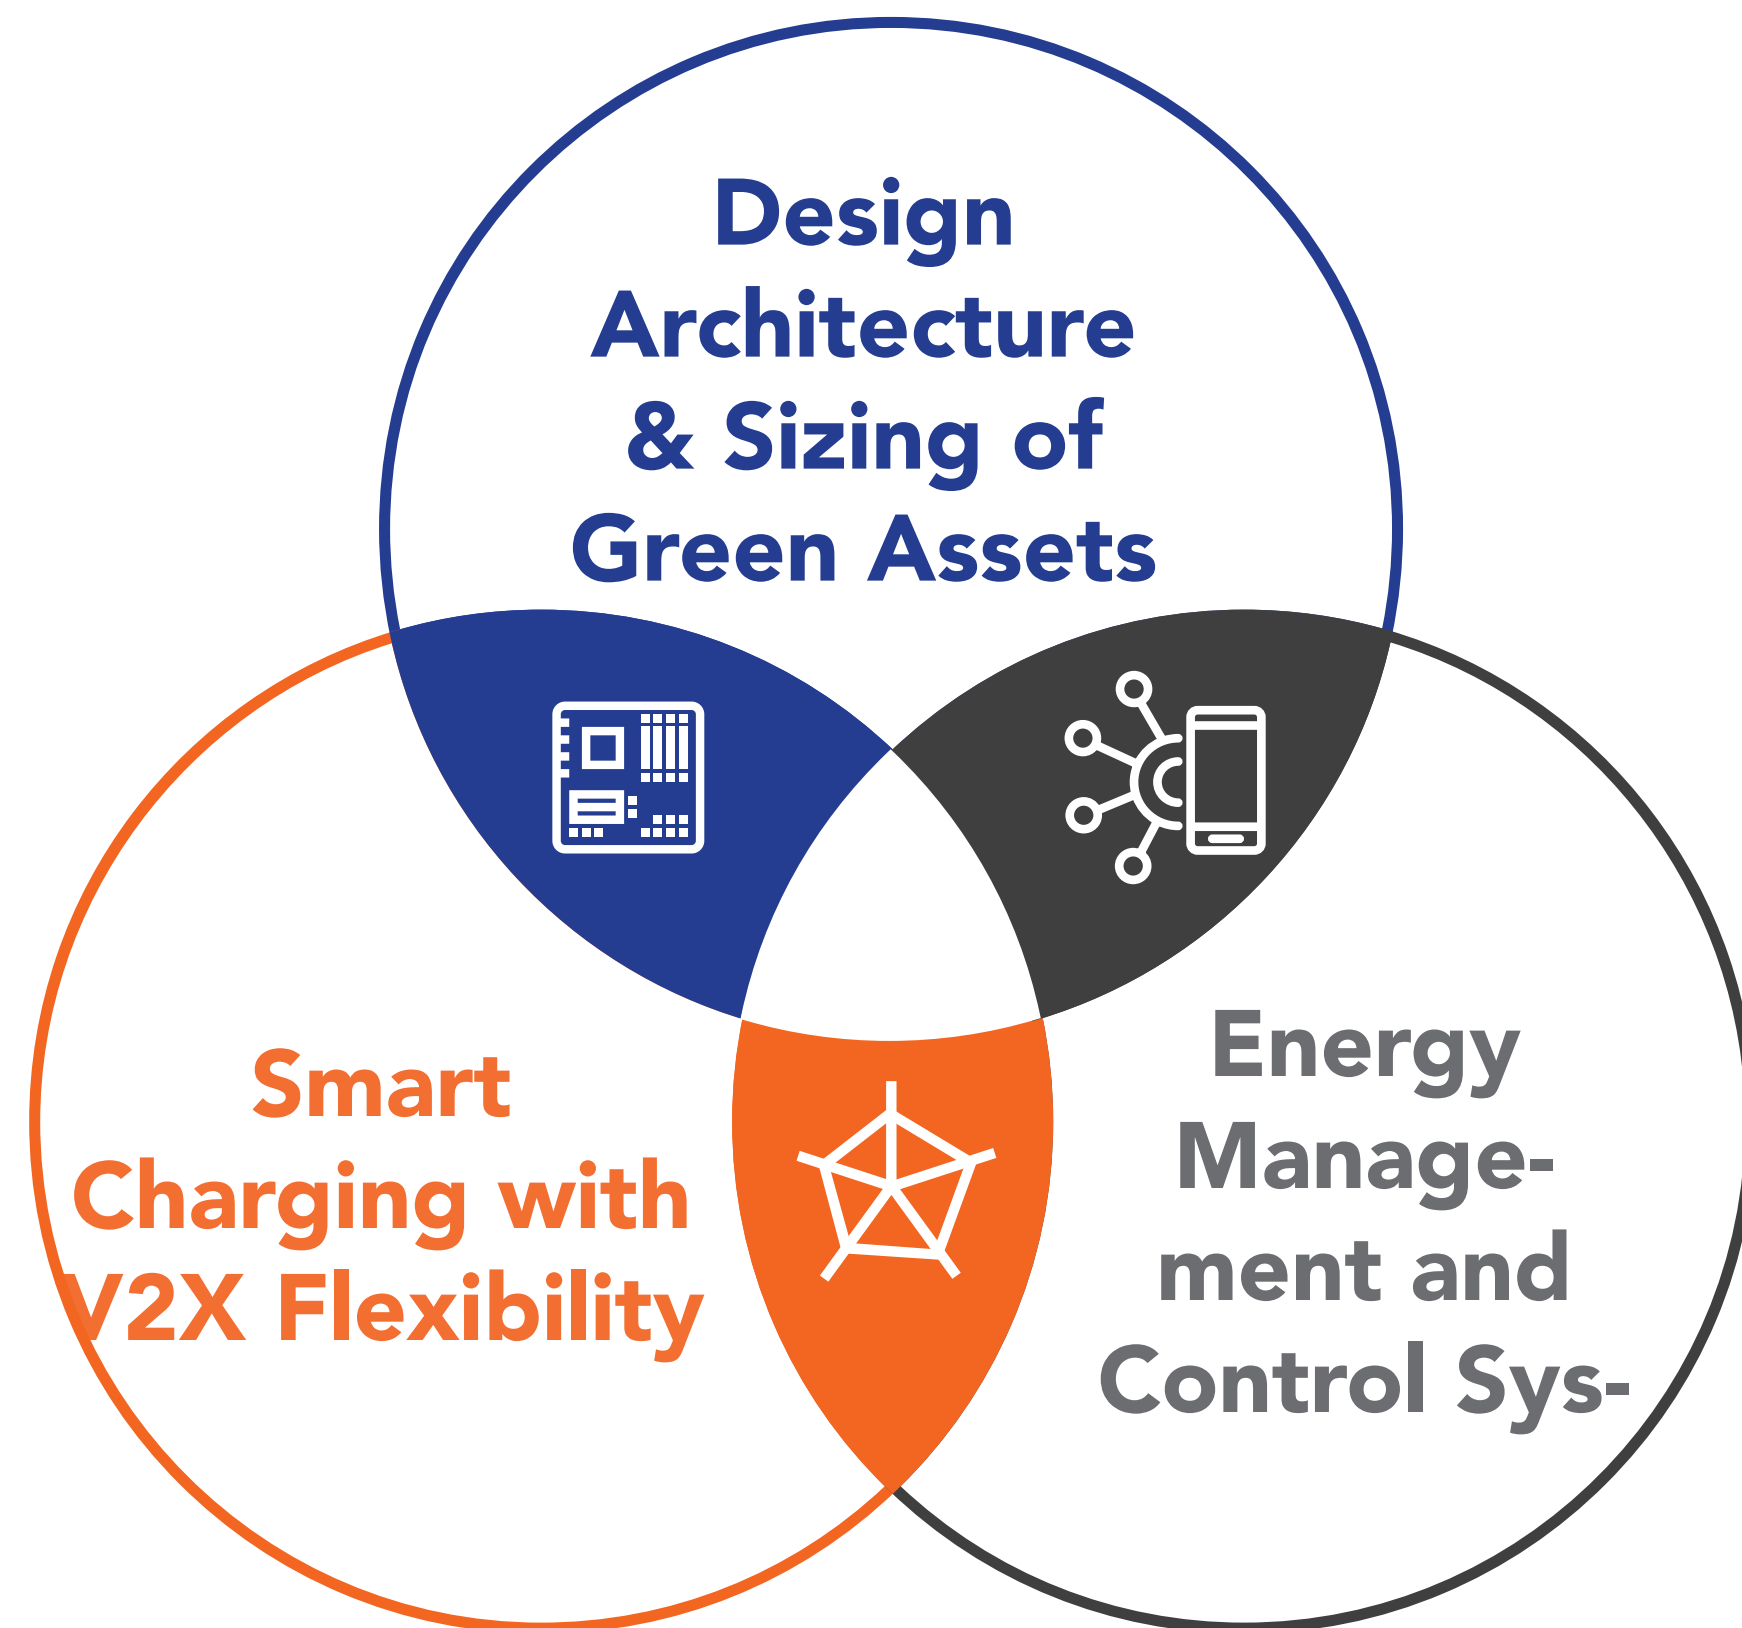 Design
Architecture
& Sizing of
Green Assets
Smart
Charging with
V2X Flexibility
Energy
Manage-
ment and
Control Sys-